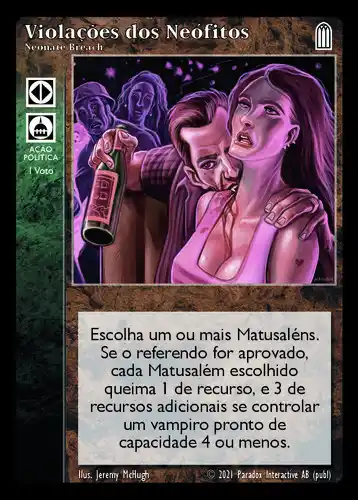 Violações dos Neófitos
Neonate Breach
AÇÃO
POLÍTICA
1 Voto
Escolha um ou mais Matusaléns.
Se o referendo for aprovado,
cada Matusalém escolhido
queima 1 de recurso, e 3 de
recursos adicionais se controlar
um vampiro pronto de
capacidade 4 ou menos.
Ilus. Jeremy McHugh © 2021 Paradox Interactive AB (publ)